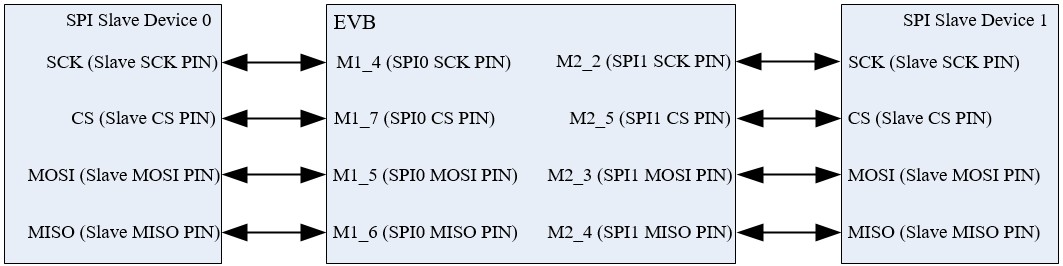 SPI Slave Device 0
SCK (Slave SCK PIN)
CS (Slave CS PIN)
MOSI (Slave MOSI PIN)
MISO (Slave MISO PIN)
EVB
M1_4 (SPI0 SCK PIN)
M1_7 (SPI0 CS PIN)
M1_5 (SPI0 MOSI PIN)
M1_6 (SPI0 MISO PIN)
M2_2 (SPI1 SCK PIN)
M2_5 (SPI1 CS PIN)
M2_3 (SPI1 MOSI PIN)
M2_4 (SPI1 MISO PIN)
SPI Slave Device 1
SCK (Slave SCK PIN)
CS (Slave CS PIN)
MOSI (Slave MOSI PIN)
MISO (Slave MISO PIN)